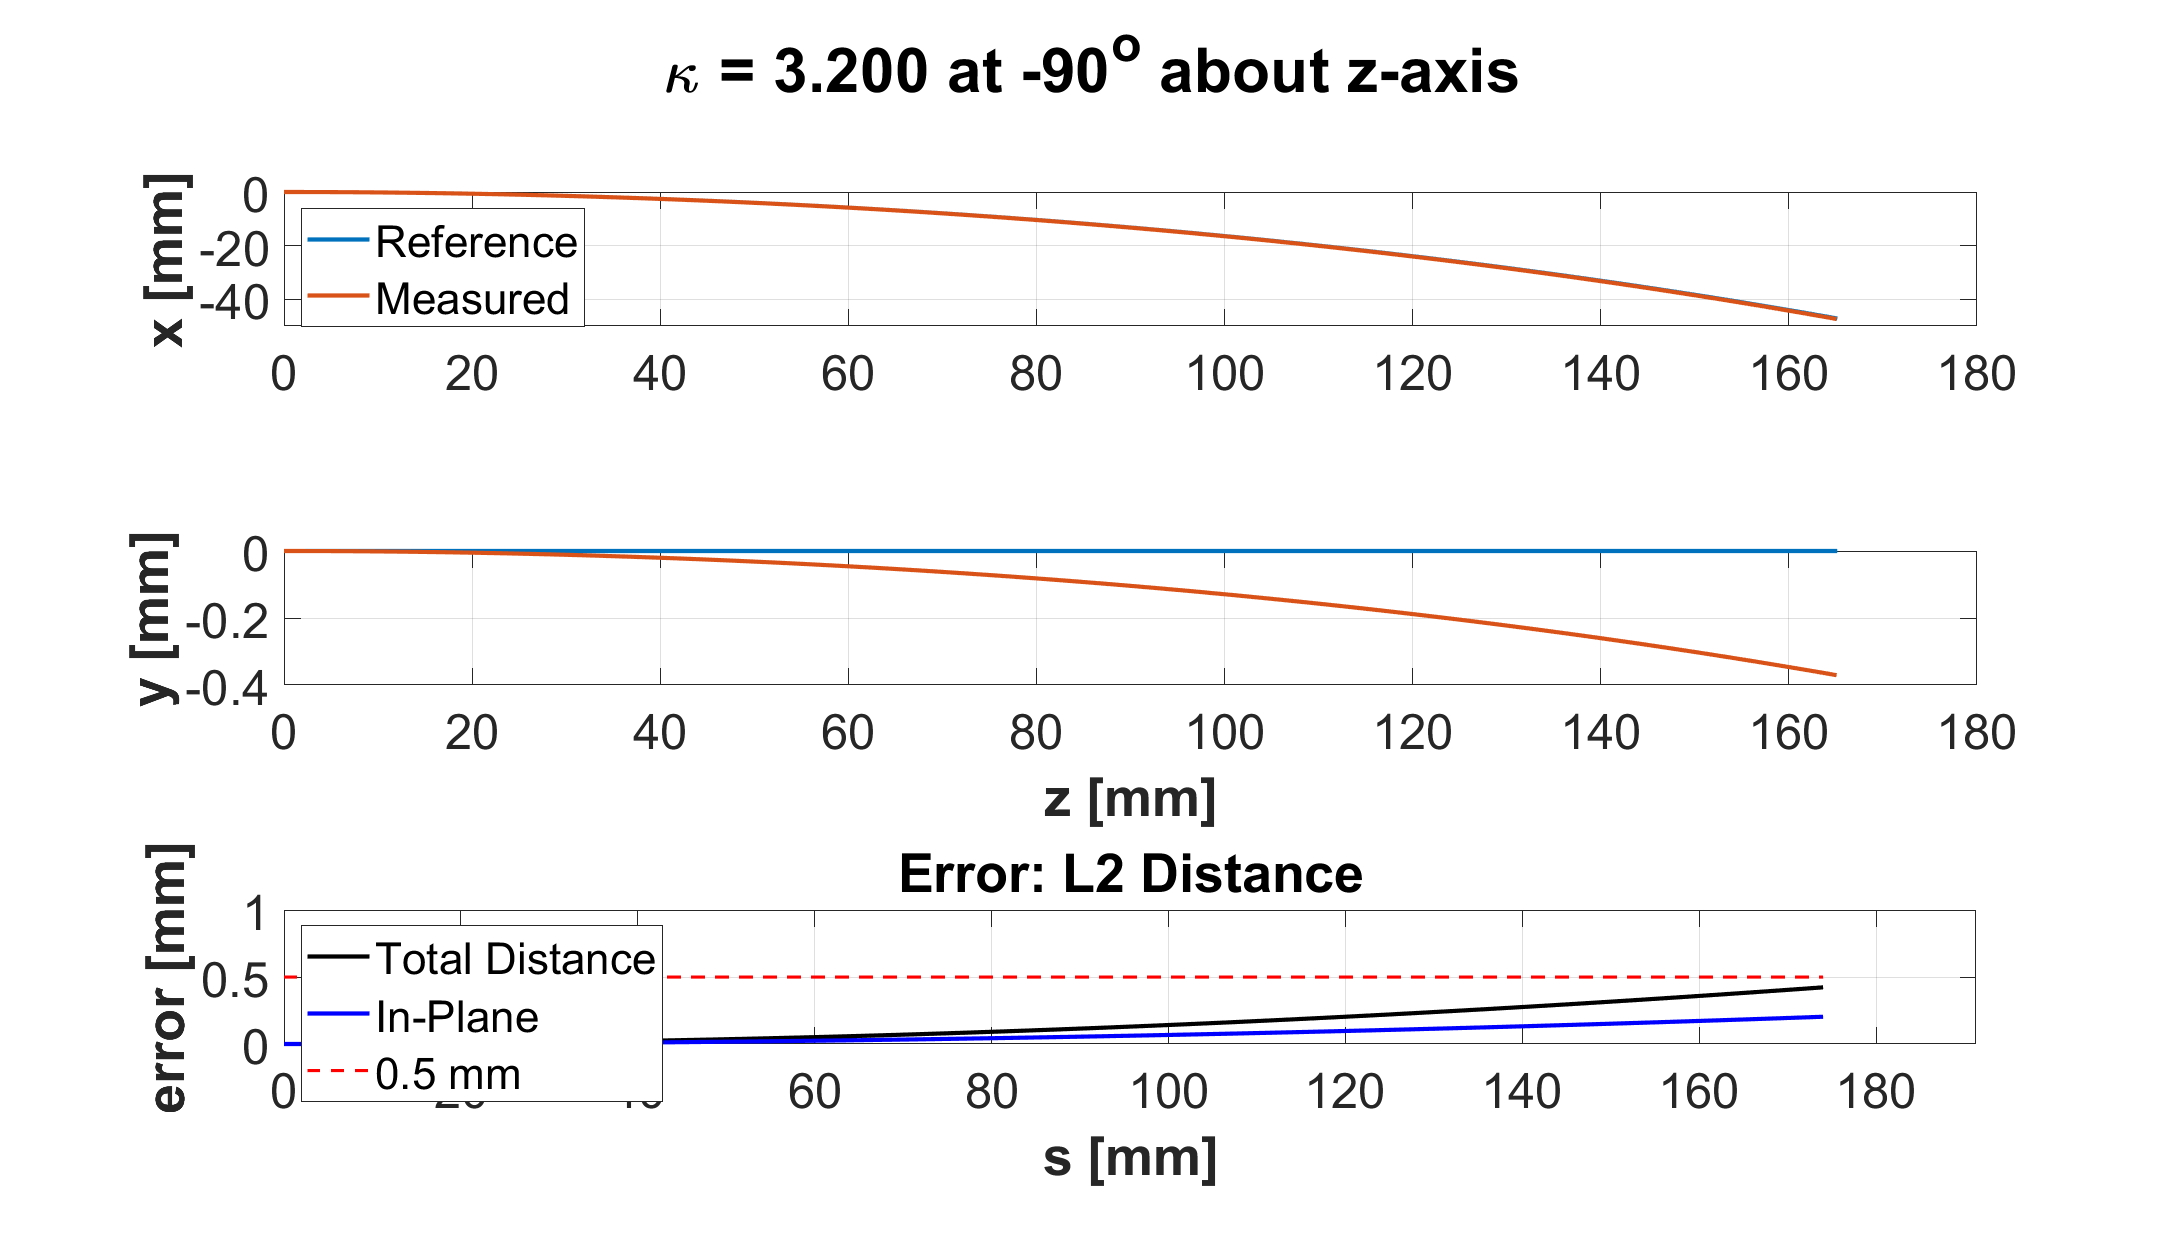 κ = 3.200 at -90° about z-axis
x [mm]
0
-20
-40
Reference
Measured
0 20 40 60 80 100 120 140 160 180
y [mm]
0
-0.2
-0.4
0 20 40 60 80 100 120 140 160 180
z [mm]
Error: L2 Distance
error [mm]
1
0.5
0
Total Distance
In-Plane
0.5 mm
0 60 80 100 120 140 160 180
s [mm]